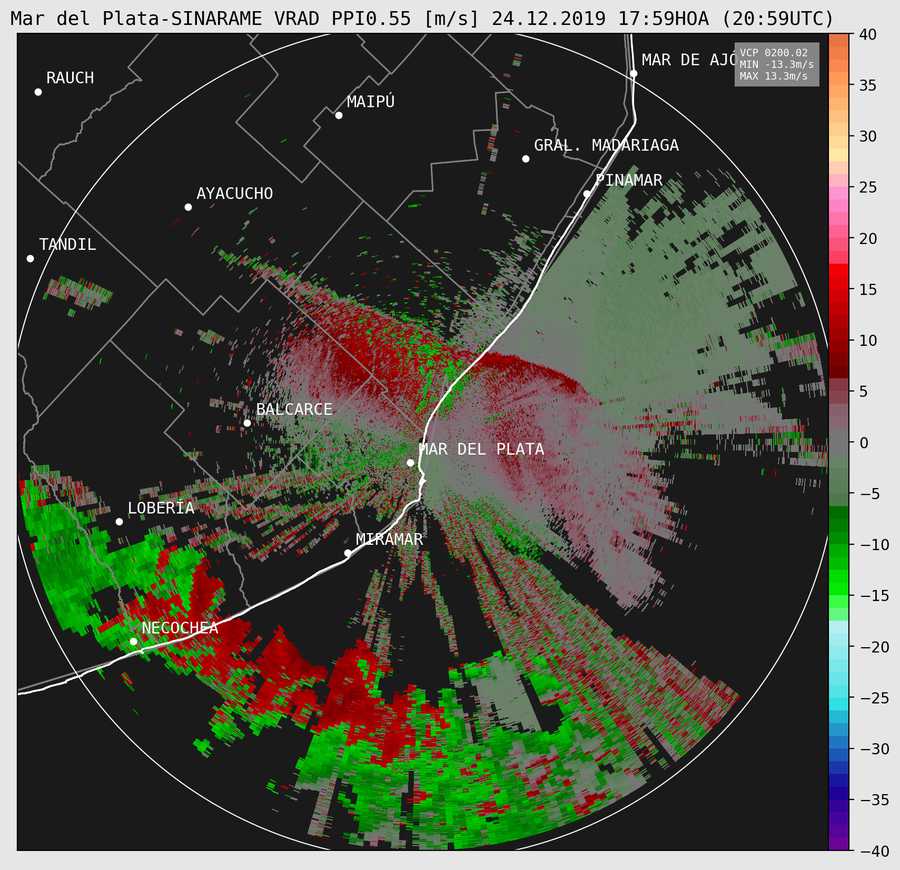 Mar del Plata-SINARAME VRAD PPI0.55 [m/s] 24.12.2019 17:59HOA (20:59UTC)
VCP 0200.02
MIN -13.3m/s
MAX 13.3m/s
MAR DE AJÓ
RAUCH
MAIPÚ
GRAL. MADARIAGA
PINAMAR
AYACUCHO
TANDIL
BALCARCE
MAR DEL PLATA
LOBERÍA
MIRAMAR
NECOCHEA
40
35
30
25
20
15
10
5
0
−5
−10
−15
−20
−25
−30
−35
−40